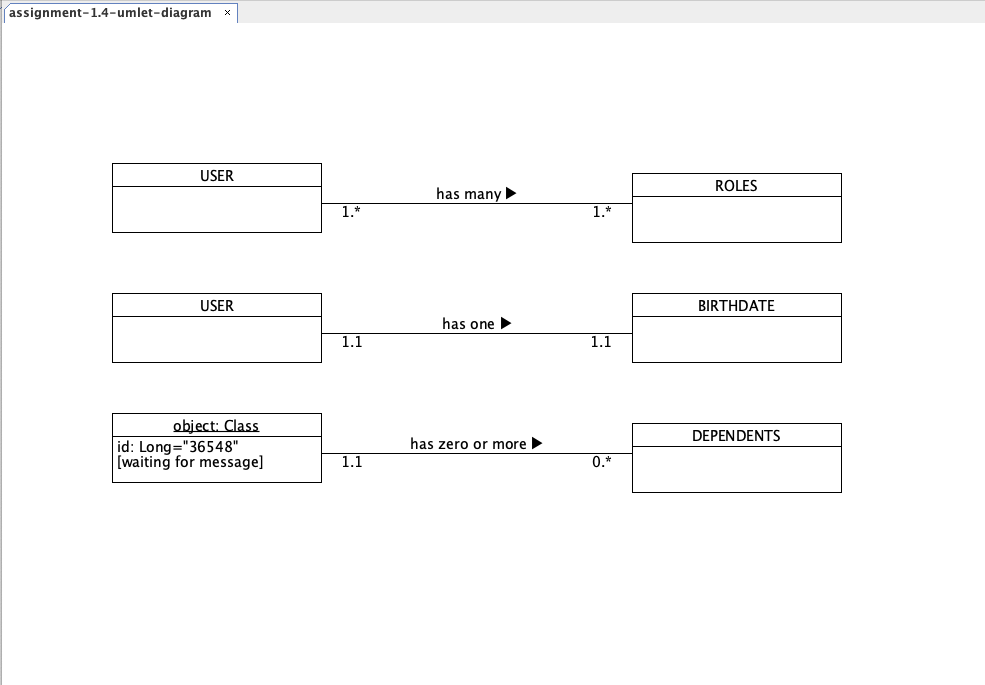 assignment-1.4-umlet-diagram ×
USER
ROLES
has many ▶
1.*
1.*
USER
BIRTHDATE
has one ▶
1.1
1.1
object: Class
DEPENDENTS
id: Long="36548"
[waiting for message]
has zero or more ▶
1.1
0.*